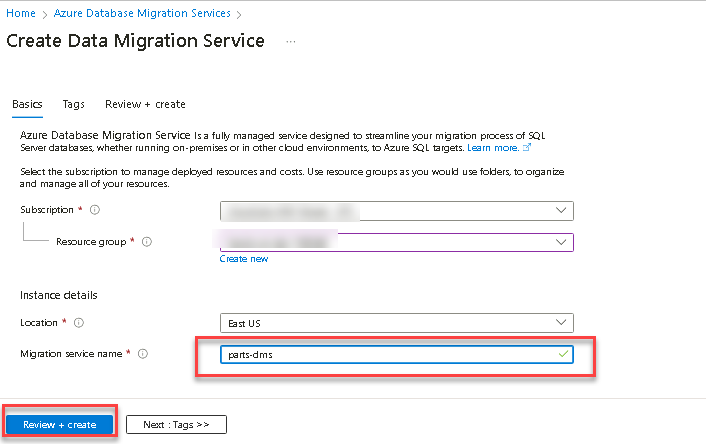 Home > Azure Database Migration Services >
Create Data Migration Service ...
Basics Tags Review + create
Azure Database Migration Service is a fully managed service designed to streamline your migration process of SQL
Server databases, whether running on-premises or in other cloud environments, to Azure SQL targets. Learn more.
Select the subscription to manage deployed resources and costs. Use resource groups as you would use folders, to organize
and manage all of your resources.
Subscription *
Resource group *
Create new
Instance details
Location * East US
Migration service name * parts-dms
Review + create Next : Tags >>